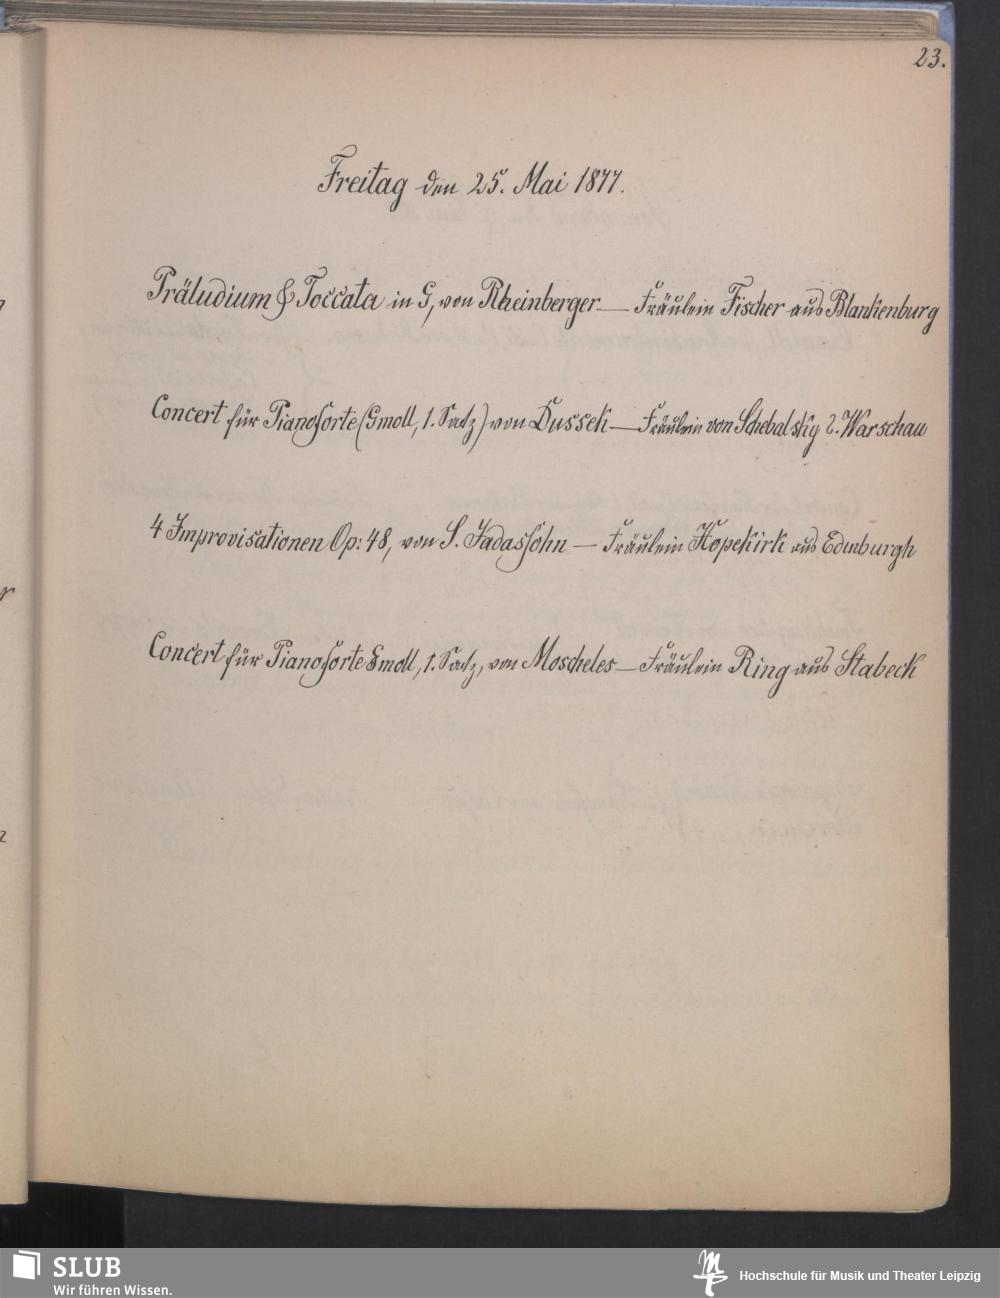 23.
Freitag den 25. Mai 1877.
Präludium & Toccata in G, von Rheinberger — Fräulein Fischer aus Blankenburg
Concert für Pianoforte (Gmoll, 1. Satz) von Dussek — Fräulein von Schebalsky a. Warschau
4 Improvisationen Op: 48, von S. Jadassohn — Fräulein Hopekirk aus Edinburgh
Concert für Pianoforte Gmoll, 1. Satz, von Moscheles — Fräulein Ring aus Stabeck
SLUB
Wir führen Wissen.
Hochschule für Musik und Theater Leipzig